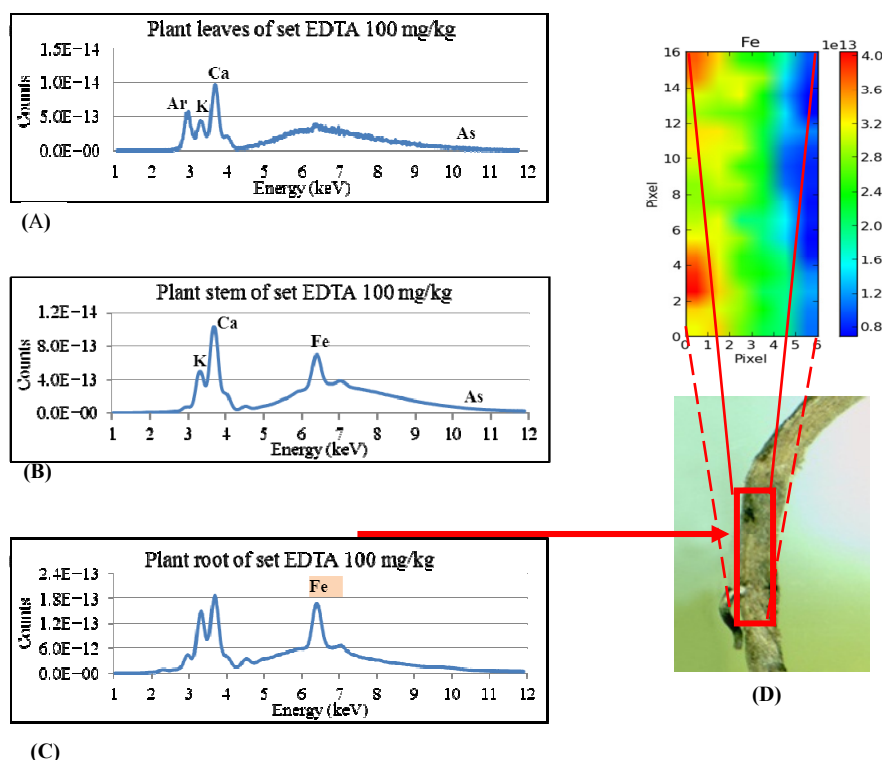 Plant leaves of set EDTA 100 mg/kg
1.5E-14
1.0E-14
5.0E-13
0.0E-00
Counts
Ar
K
Ca
As
1 2 3 4 5 6 7 8 9 10 11 12
Energy (keV)
(A)
Plant stem of set EDTA 100 mg/kg
1.2E-14
8.0E-13
4.0E-13
0.0E-00
Counts
K
Ca
Fe
As
1 2 3 4 5 6 7 8 9 10 11 12
Energy (keV)
(B)
Plant root of set EDTA 100 mg/kg
2.4E-13
1.8E-13
1.2E-13
6.0E-12
0.0E-00
Counts
Fe
1 2 3 4 5 6 7 8 9 10 11 12
Energy (keV)
(C)
Fe
1e13
16
14
12
10
8
6
4
2
0
Pixel
0 1 2 3 4 5 6
Pixel
4.0
3.6
3.2
2.8
2.4
2.0
1.6
1.2
0.8
(D)